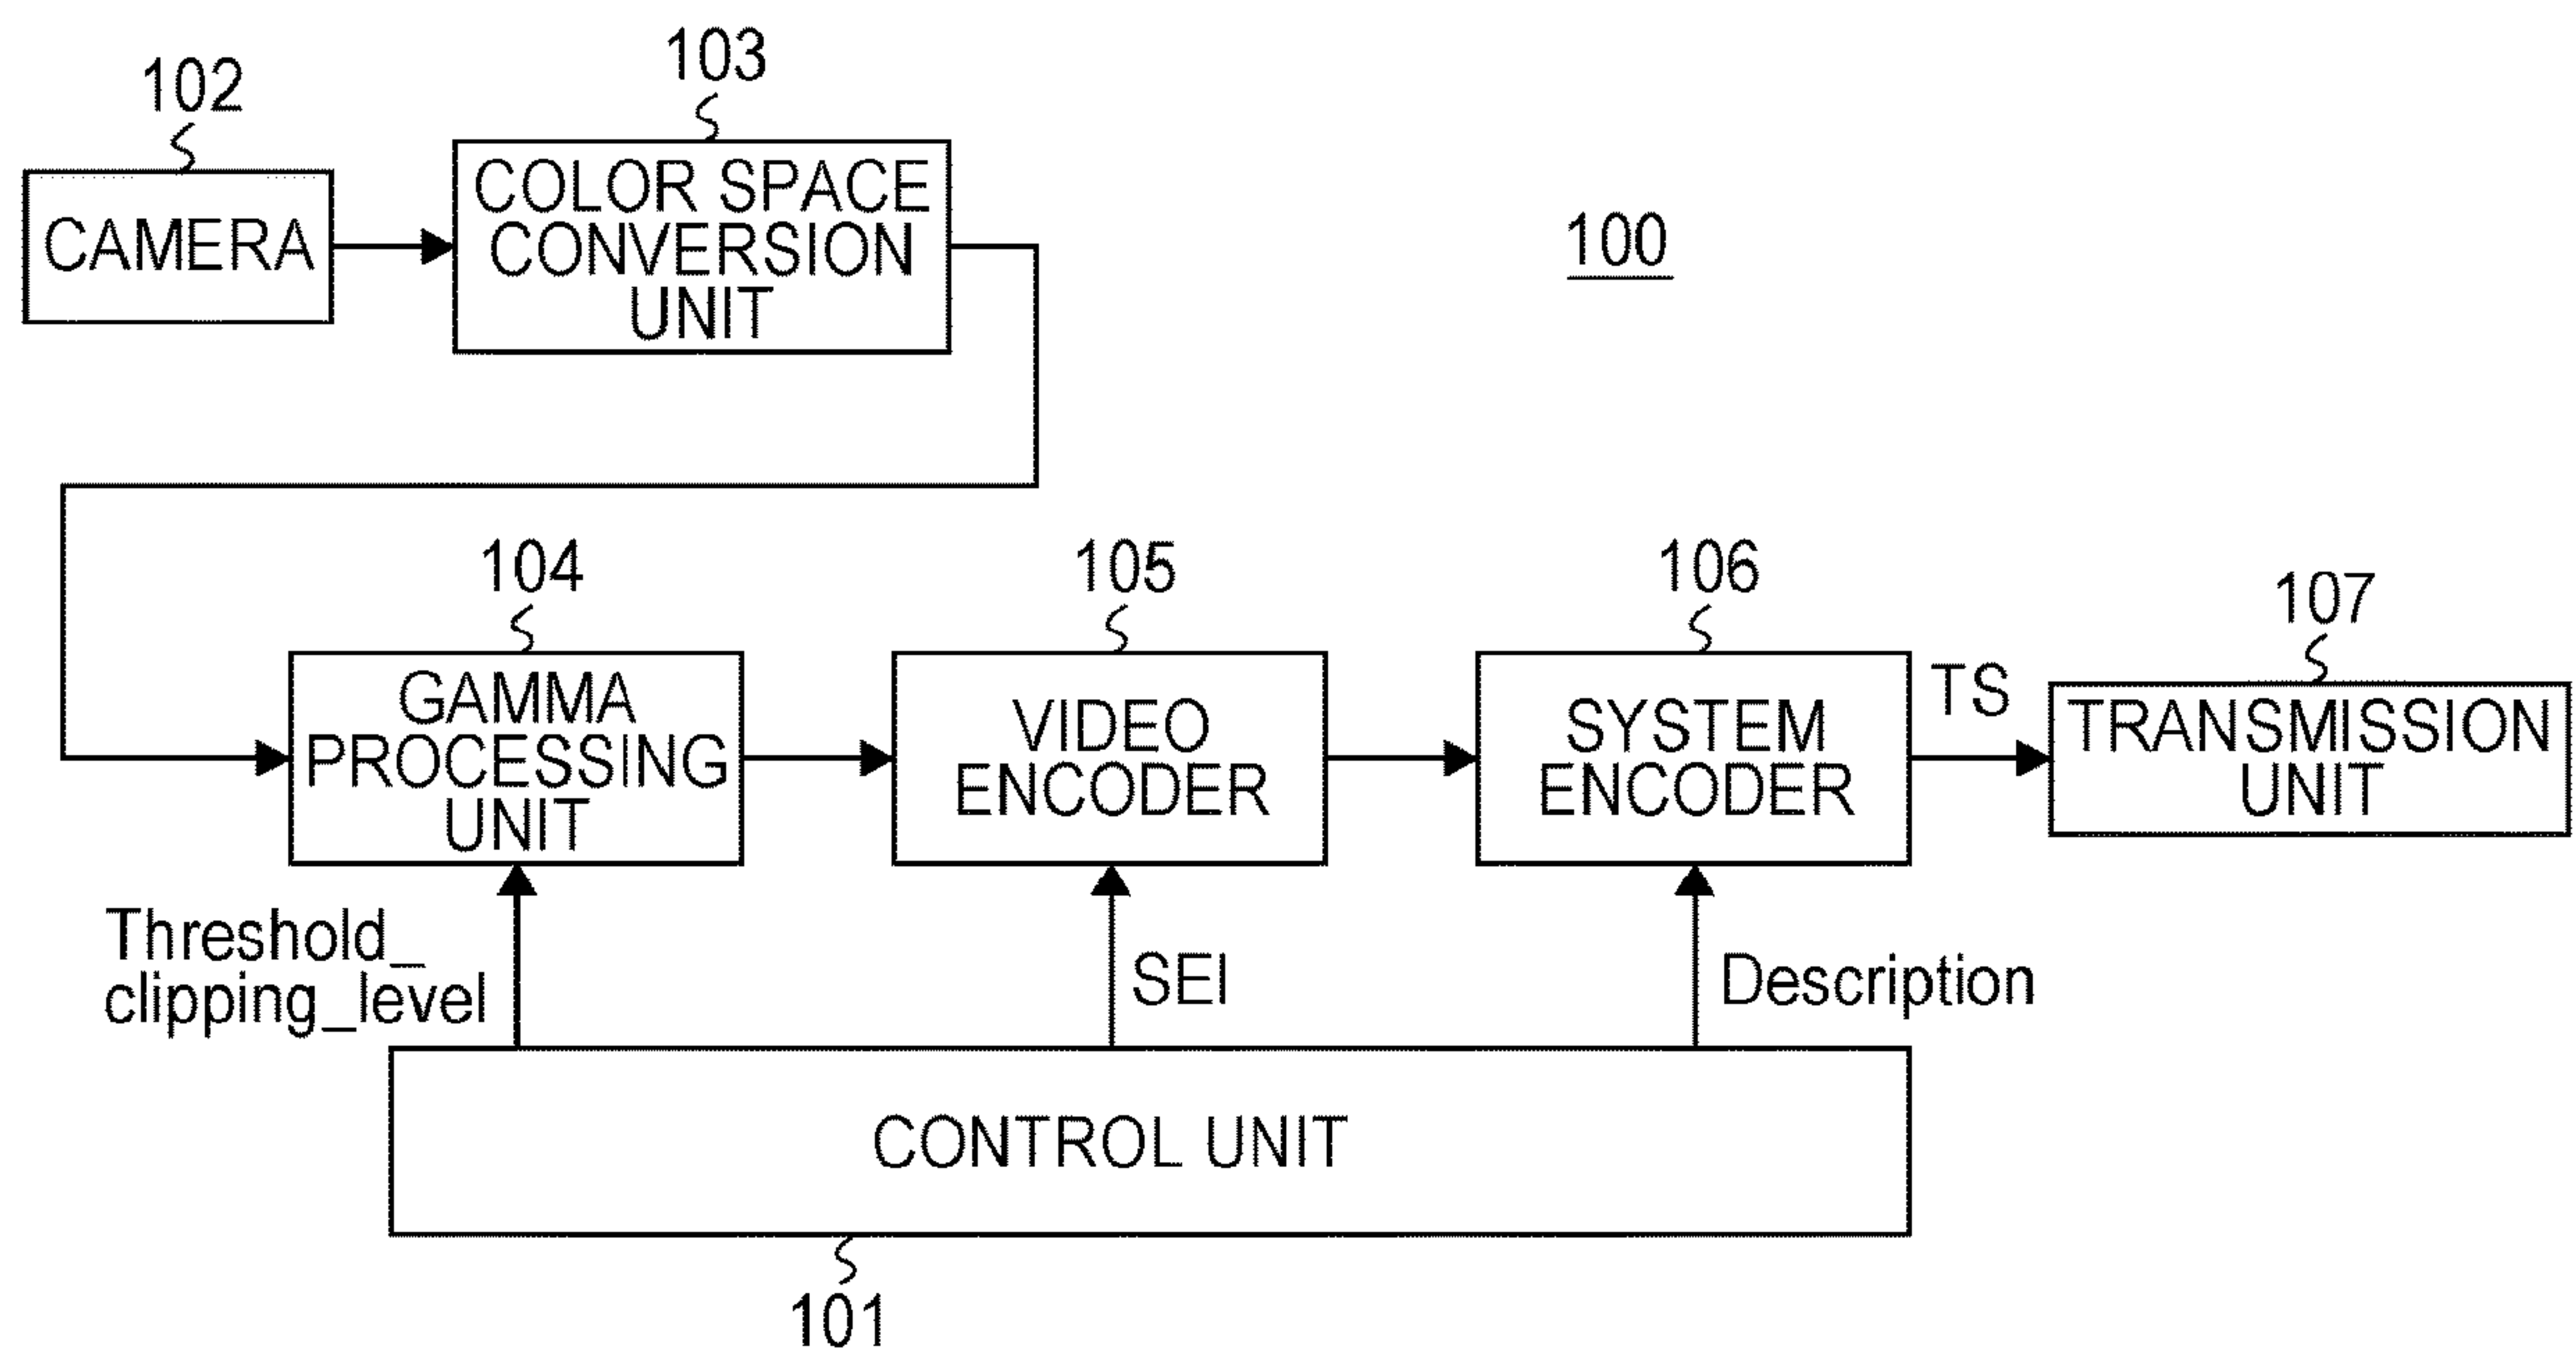 102
103
CAMERA
COLOR SPACE
CONVERSION
UNIT
100
104
105
106
107
GAMMA
PROCESSING
UNIT
VIDEO
ENCODER
SYSTEM
ENCODER
TS
TRANSMISSION
UNIT
Threshold_
clipping_level
SEI
Description
CONTROL UNIT
101